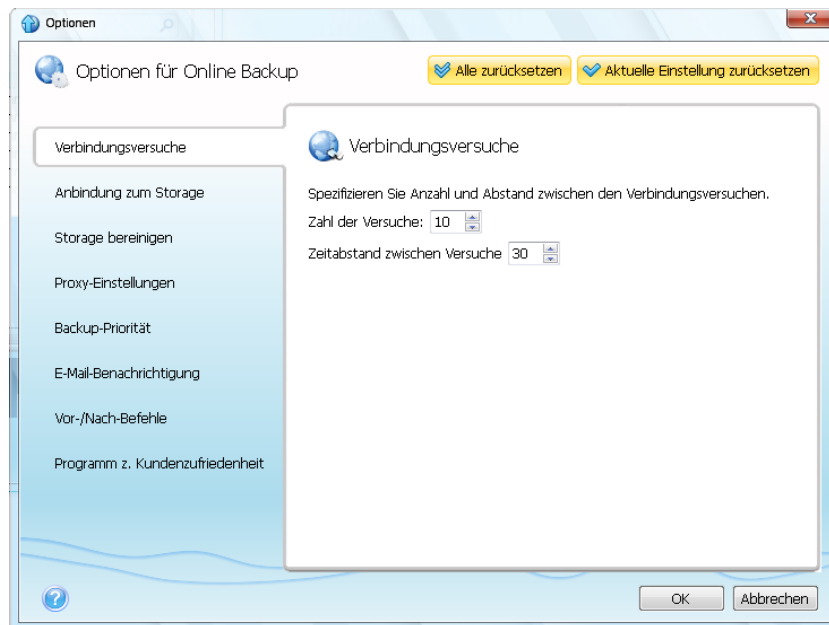 Optionen
Optionen für Online Backup
Alle zurücksetzen
Aktuelle Einstellung zurücksetzen
Verbindungsversuche
Anbindung zum Storage
Storage bereinigen
Proxy-Einstellungen
Backup-Priorität
E-Mail-Benachrichtigung
Vor-/Nach-Befehle
Programm z. Kundenzufriedenheit
Verbindungsversuche
Spezifizieren Sie Anzahl und Abstand zwischen den Verbindungsversuchen.
Zahl der Versuche: 10
Zeitabstand zwischen Versuche 30
OK
Abbrechen